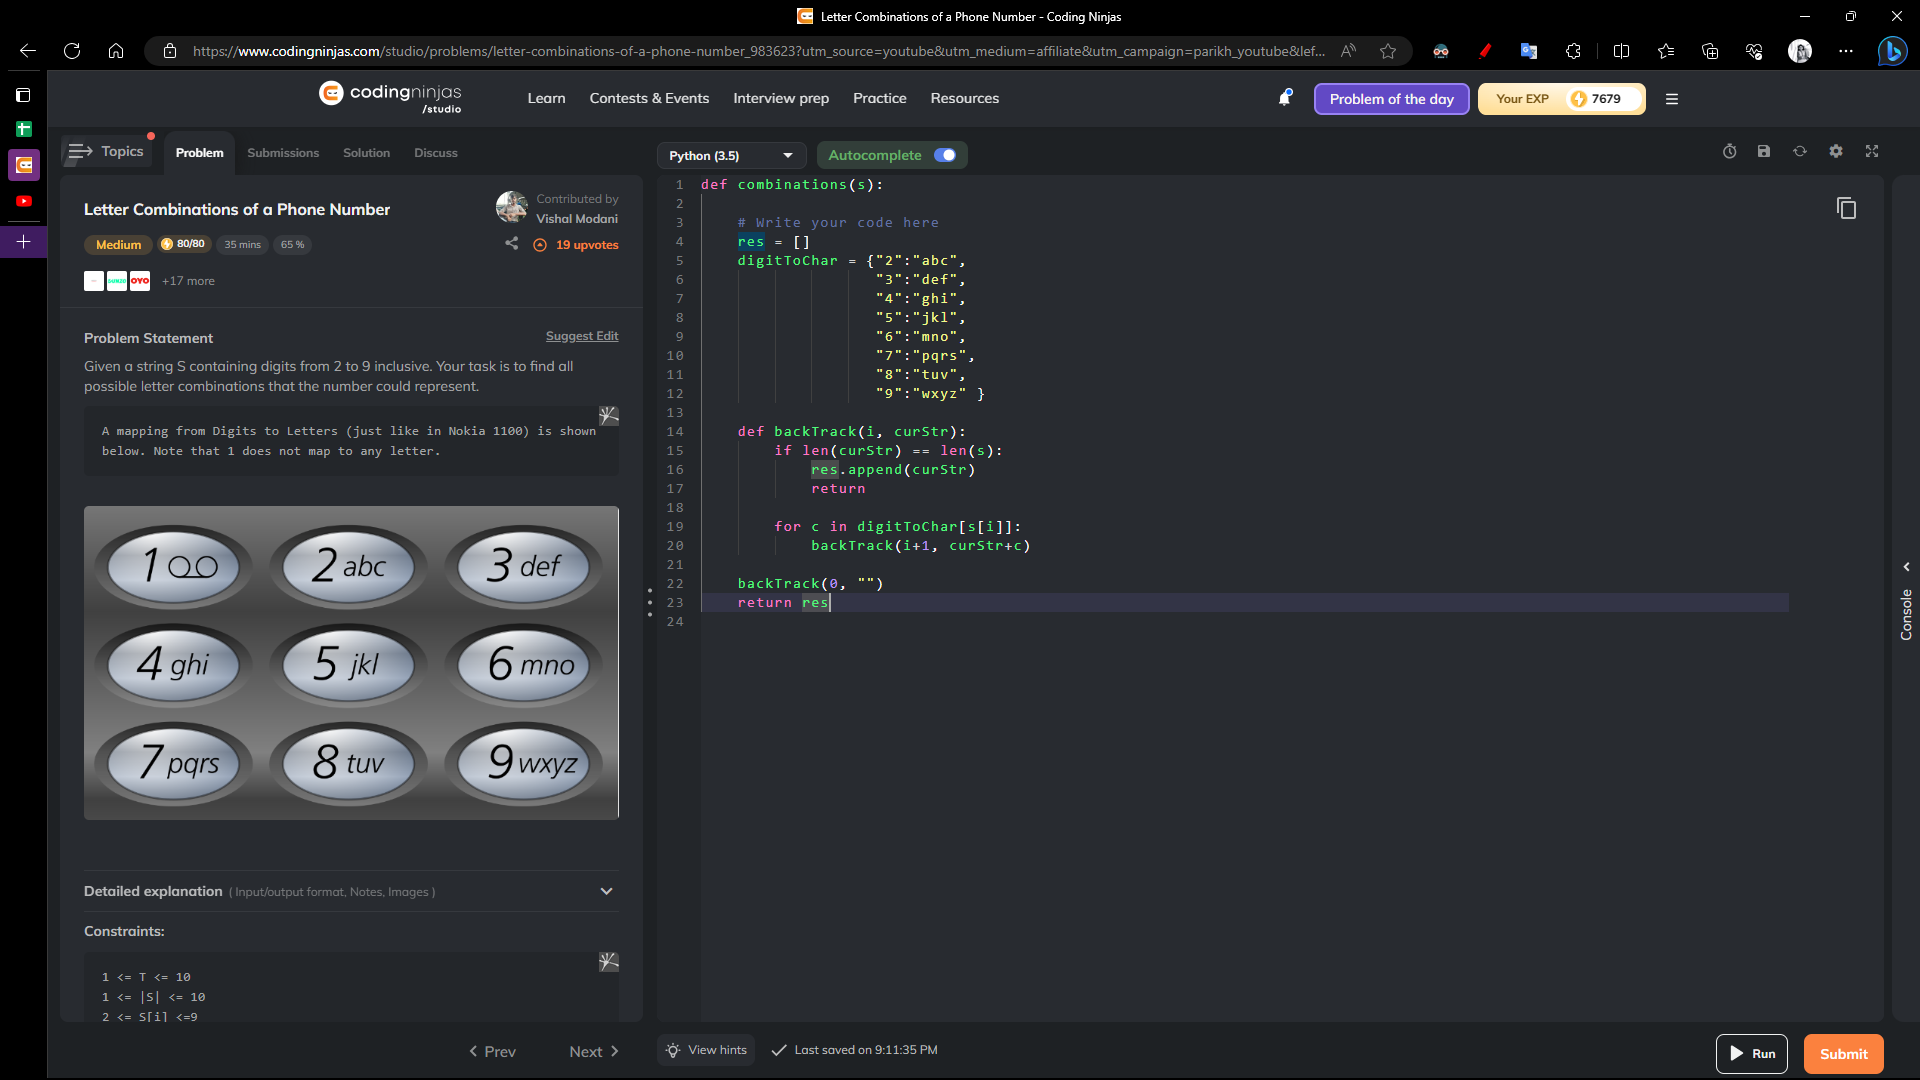 Letter Combinations of a Phone Number - Coding Ninjas
https://www.codingninjas.com/studio/problems/letter-combinations-of-a-phone-number_983623?utm_source=youtube&utm_medium=affiliate&utm_campaign=parikh_youtube&lef...
codingninjas
/studio
Learn
Contests & Events
Interview prep
Practice
Resources
Problem of the day
Your EXP
7679
Topics
Problem
Submissions
Solution
Discuss
Python (3.5)
Autocomplete
Letter Combinations of a Phone Number
Contributed by
Vishal Modani
Medium
80/80
35 mins
65 %
19 upvotes
OYO
+17 more
Problem Statement
Suggest Edit
Given a string S containing digits from 2 to 9 inclusive. Your task is to find all
possible letter combinations that the number could represent.
A mapping from Digits to Letters (just like in Nokia 1100) is shown
below. Note that 1 does not map to any letter.
1
2 abc
3 def
4 ghi
5 jkl
6 mno
7 pqrs
8 tuv
9 wxyz
Detailed explanation ( Input/output format, Notes, Images )
Constraints:
1 <= T <= 10
1 <= |S| <= 10
2 <= S[i] <=9
Prev
Next
1 def combinations(s):
2
3 # Write your code here
4 res = []
5 digitToChar = {"2":"abc",
6 "3":"def",
7 "4":"ghi",
8 "5":"jkl",
9 "6":"mno",
10 "7":"pqrs",
11 "8":"tuv",
12 "9":"wxyz" }
13
14 def backTrack(i, curStr):
15 if len(curStr) == len(s):
16 res.append(curStr)
17 return
18
19 for c in digitToChar[s[i]]:
20 backTrack(i+1, curStr+c)
21
22 backTrack(0, "")
23 return res
24
Console
View hints
Last saved on 9:11:35 PM
Run
Submit